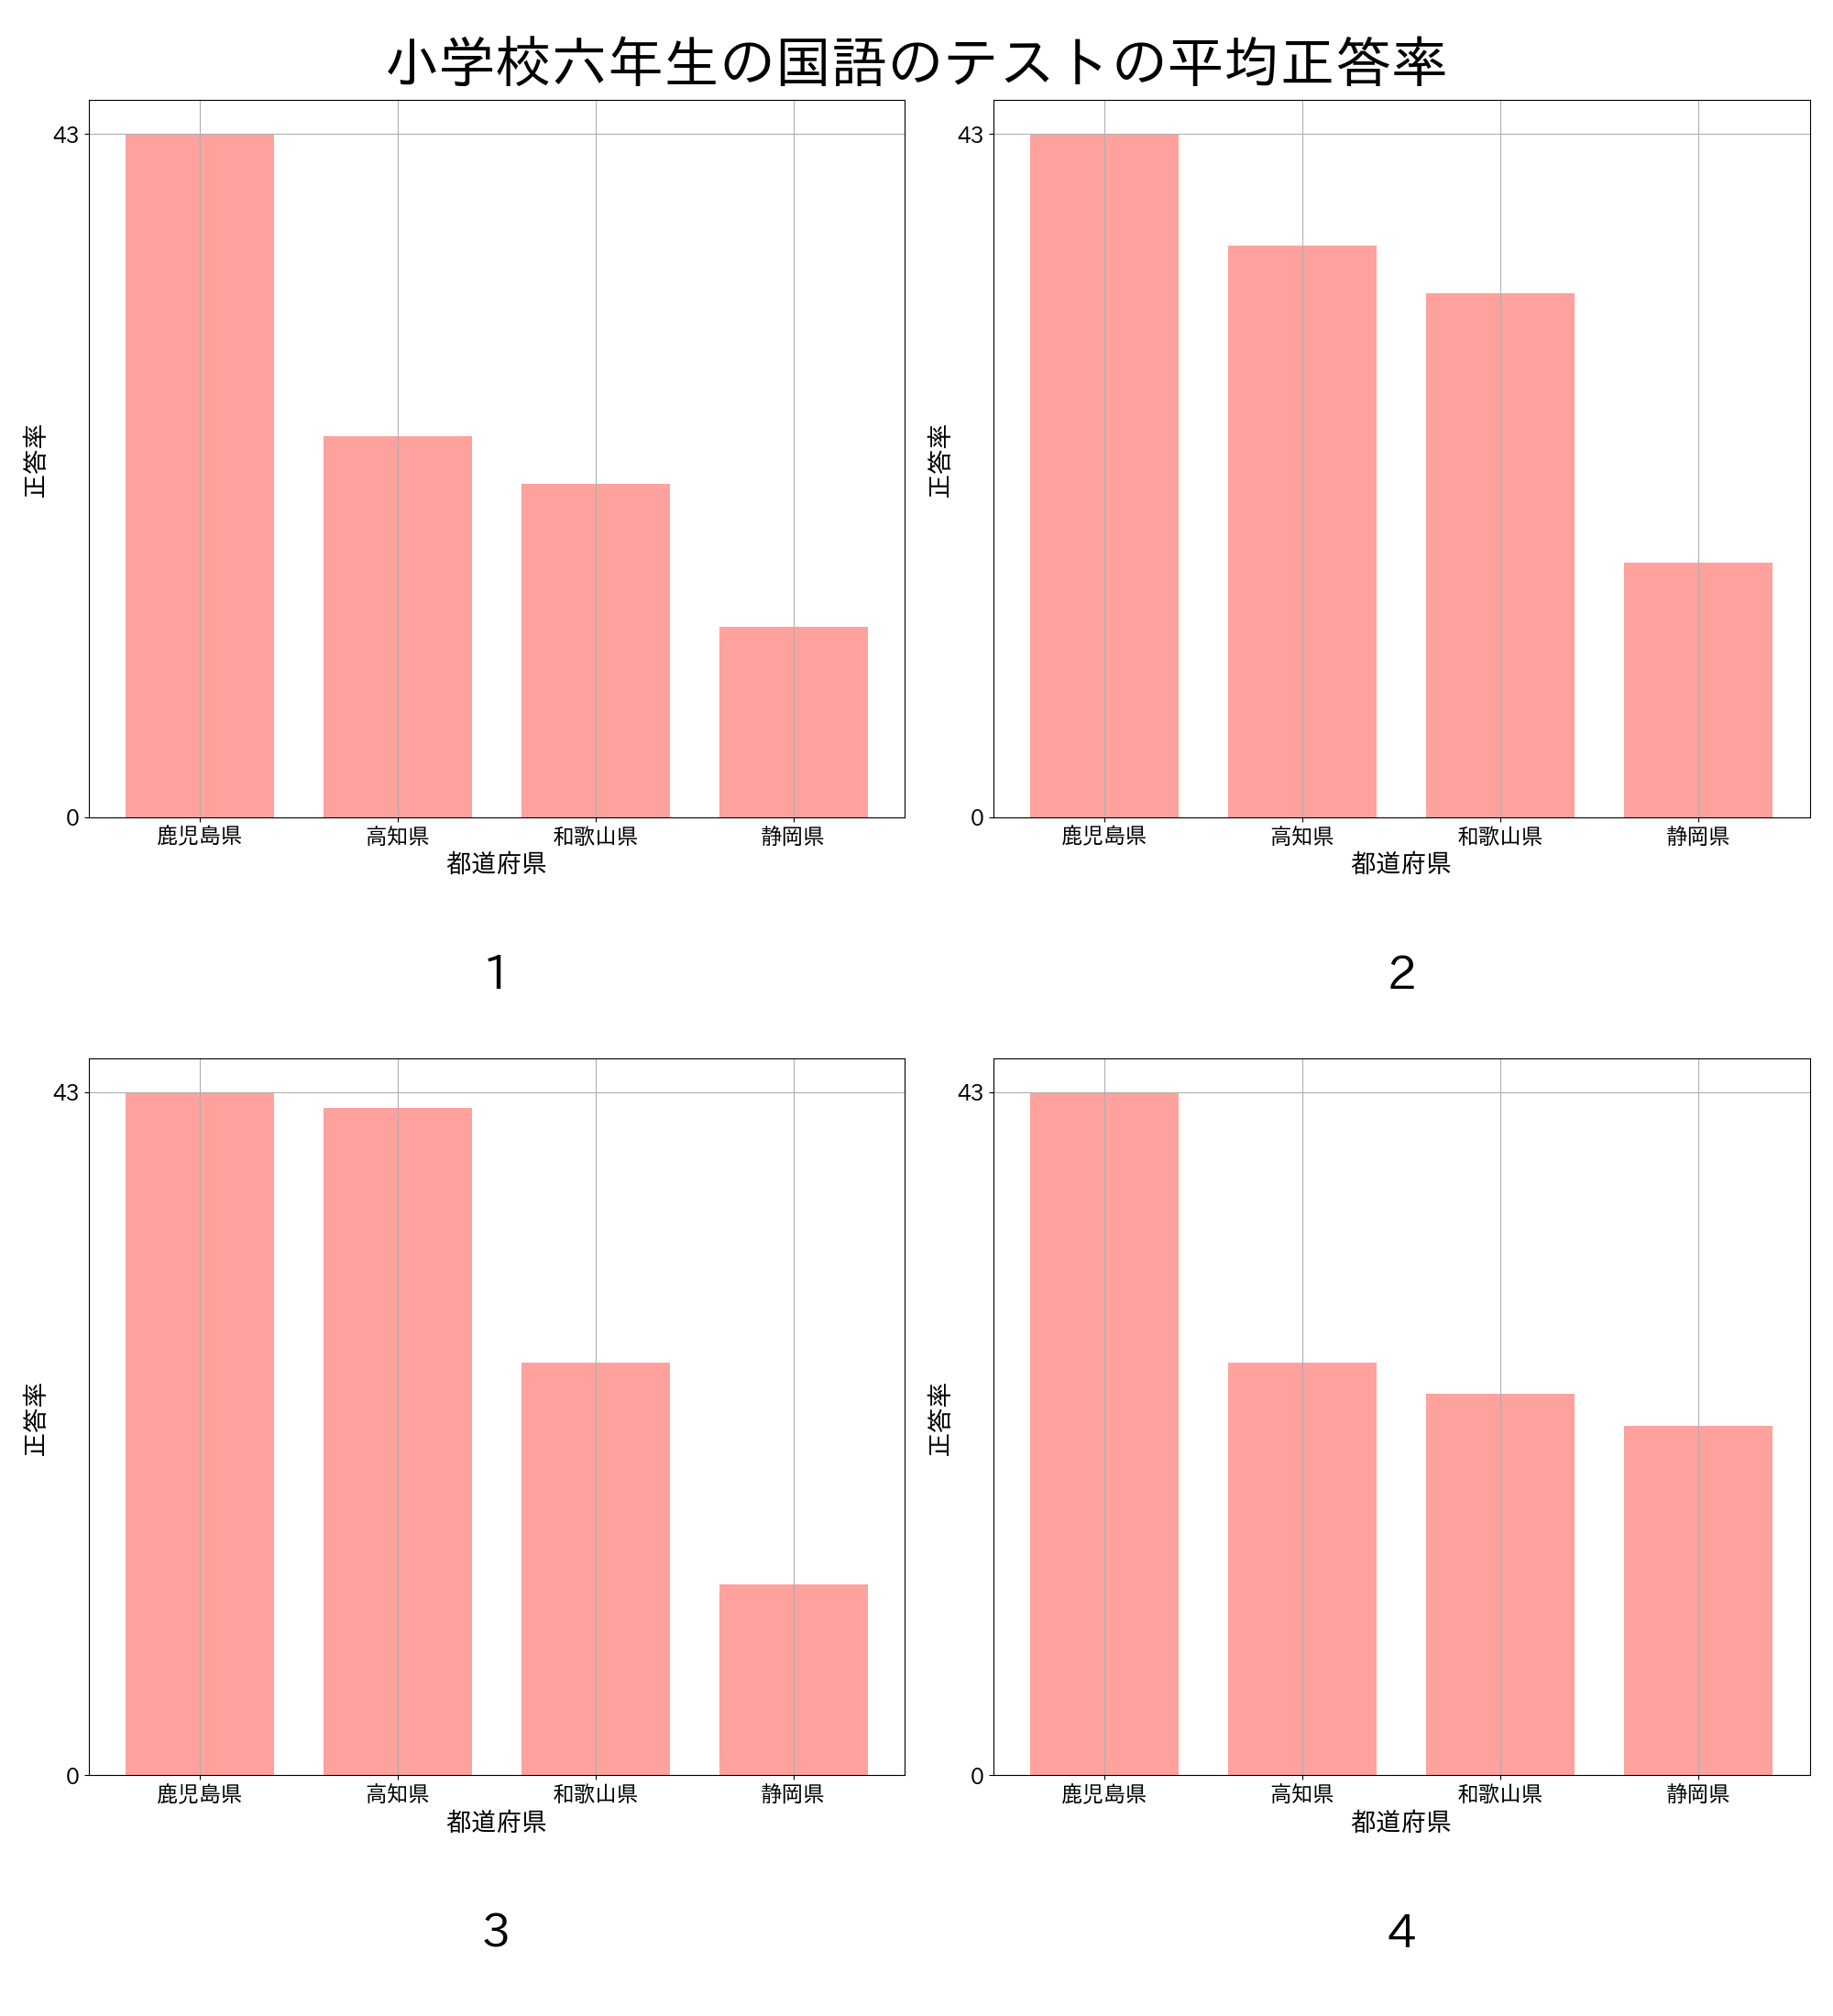 小学校六年生の国語のテストの平均正答率
43
0
正答率
鹿児島県 高知県 和歌山県 静岡県
都道府県
1
43
0
正答率
鹿児島県 高知県 和歌山県 静岡県
都道府県
2
43
0
正答率
鹿児島県 高知県 和歌山県 静岡県
都道府県
3
43
0
正答率
鹿児島県 高知県 和歌山県 静岡県
都道府県
4